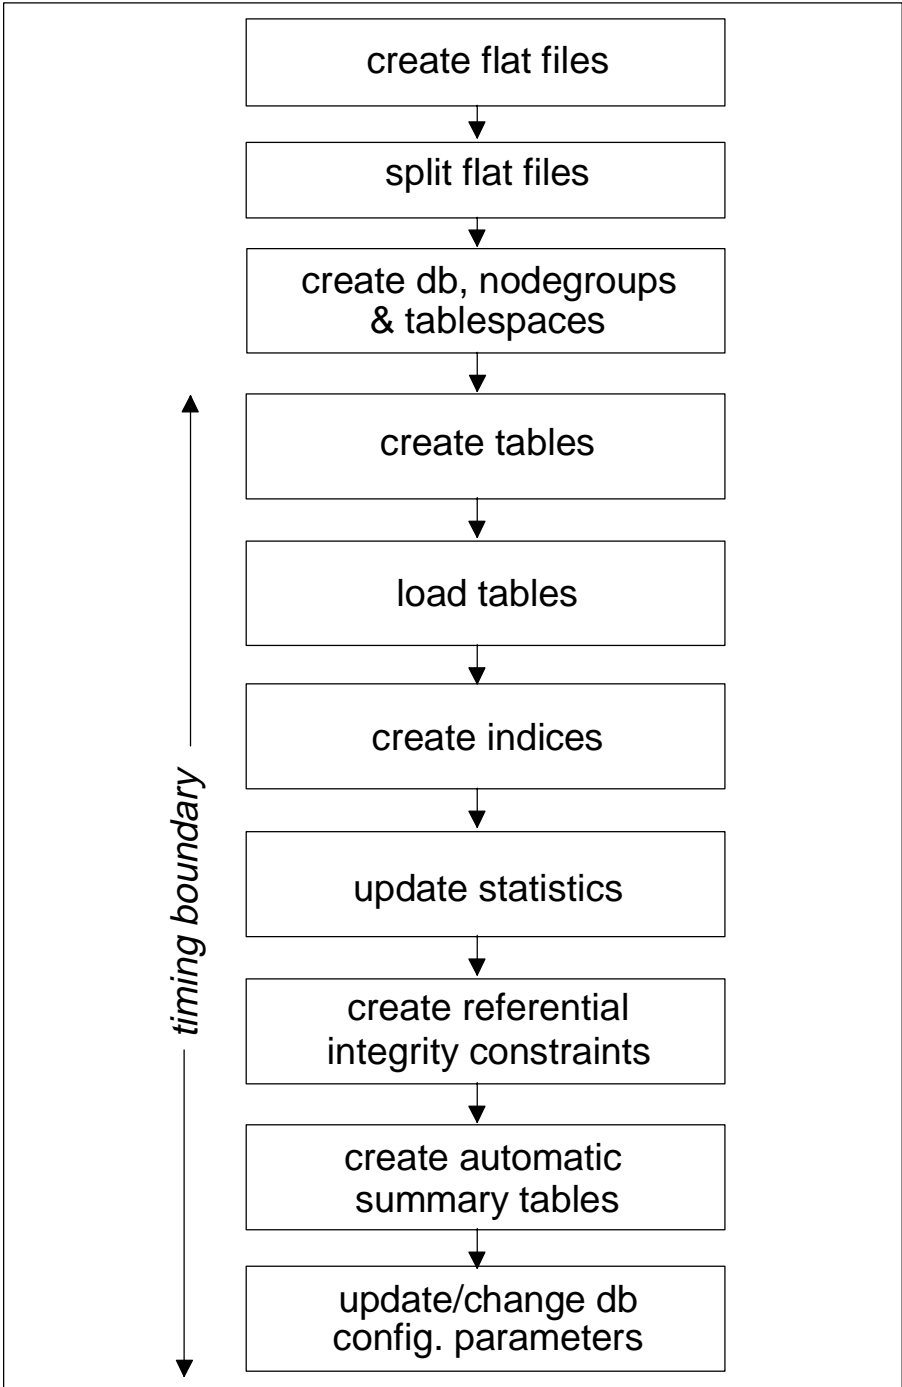 create flat files
split flat files
create db, nodegroups
& tablespaces
create tables
load tables
create indices
update statistics
create referential
integrity constraints
create automatic
summary tables
update/change db
config. parameters
timing boundary